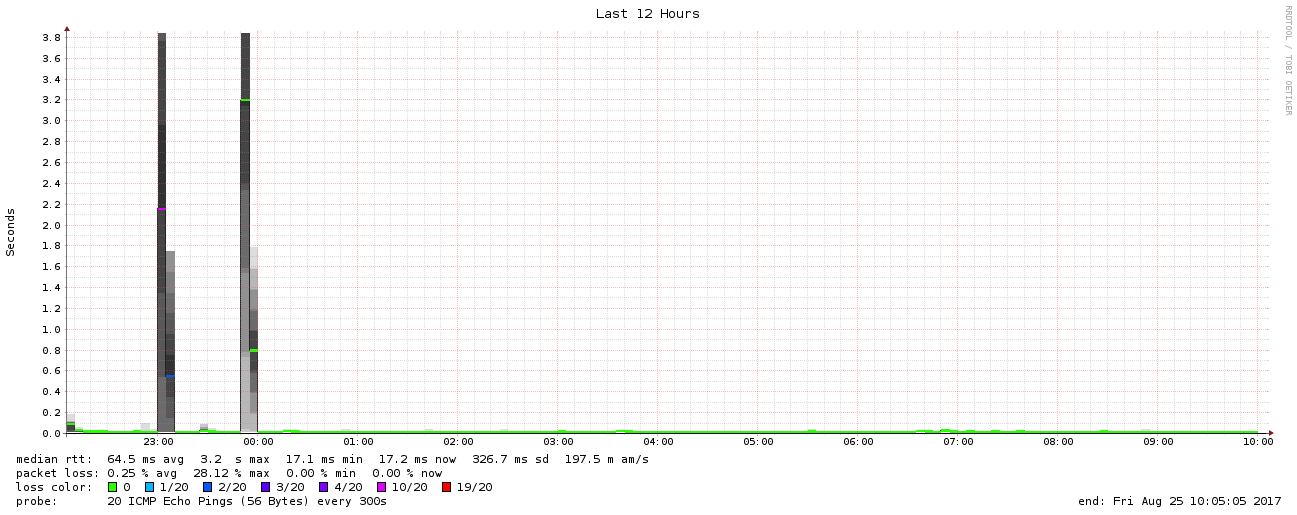 Last 12 Hours
RRDTOOL / TOBI OETIKER
Seconds
3.8
3.6
3.4
3.2
3.0
2.8
2.6
2.4
2.2
2.0
1.8
1.6
1.4
1.2
1.0
0.8
0.6
0.4
0.2
0.0
23:00 00:00 01:00 02:00 03:00 04:00 05:00 06:00 07:00 08:00 09:00 10:00
median rtt: 64.5 ms avg 3.2 s max 17.1 ms min 17.2 ms now 326.7 ms sd 197.5 m am/s
packet loss: 0.25 % avg 28.12 % max 0.00 % min 0.00 % now
loss color: 0 1/20 2/20 3/20 4/20 10/20 19/20
probe: 20 ICMP Echo Pings (56 Bytes) every 300s end: Fri Aug 25 10:05:05 2017